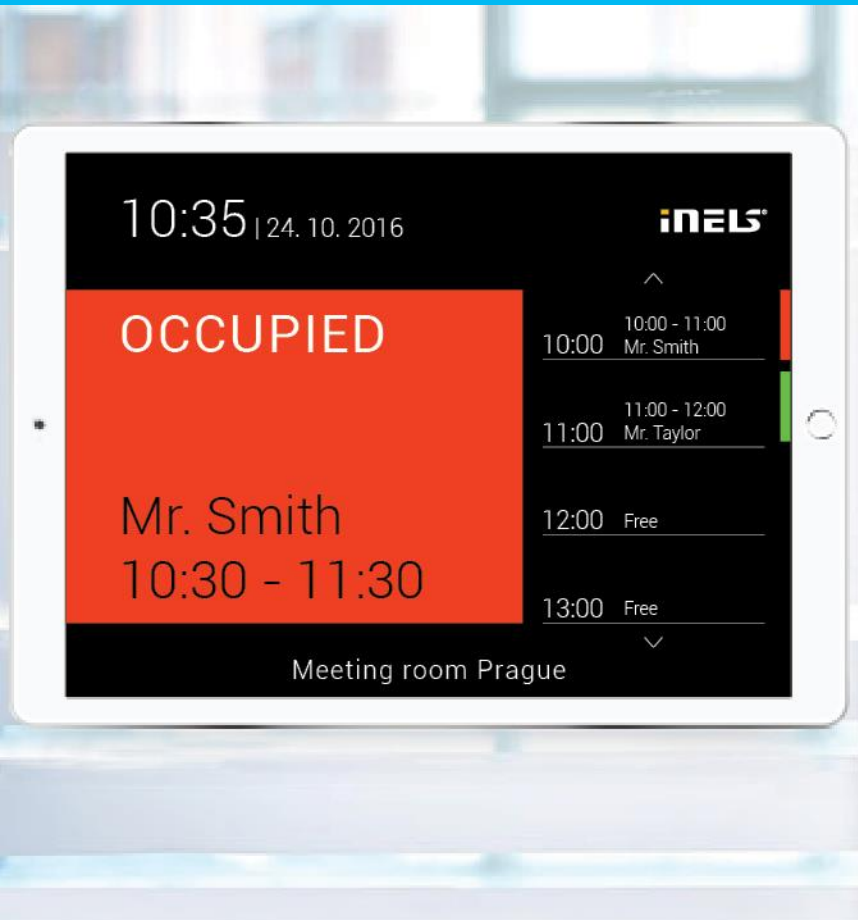 10:35 | 24. 10. 2016
iNELS
OCCUPIED
Mr. Smith
10:30 - 11:30
10:00 10:00 - 11:00
Mr. Smith
11:00 11:00 - 12:00
Mr. Taylor
12:00 Free
13:00 Free
Meeting room Prague